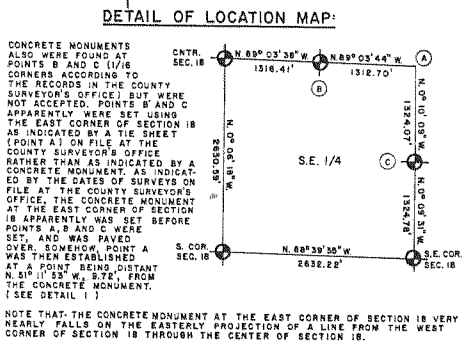 DETAIL OF LOCATION MAP:
CONCRETE MONUMENTS
ALSO WERE FOUND AT
POINTS B AND C (1/16
CORNERS ACCORDING TO
THE RECORDS IN THE COUNTY
SURVEYOR'S OFFICE) BUT WERE
NOT ACCEPTED. POINTS B AND C
APPARENTLY WERE SET USING
THE EAST CORNER OF SECTION 18
AS INDICATED BY A TIE SHEET
(POINT A) ON FILE AT THE
COUNTY SURVEYOR'S OFFICE
RATHER THAN AS INDICATED BY A
CONCRETE MONUMENT. AS INDICAT-
ED BY THE DATES OF SURVEYS ON
FILE AT THE COUNTY SURVEYOR'S
OFFICE, THE CONCRETE MONUMENT
AT THE EAST CORNER OF SECTION
18 APPARENTLY WAS SET BEFORE
POINTS A, B AND C WERE
SET, AND WAS PAVED
OVER. SOMEHOW, POINT A
WAS THEN ESTABLISHED
AT A POINT BEING DISTANT
N. 51° 11' 53" W., 9.72', FROM
THE CONCRETE MONUMENT.
(SEE DETAIL 1)
CNTR.
SEC. 18
N. 89° 03' 38" W.
1316.41'
N. 89° 03' 44" W.
1312.70'
A
B
N. 0° 10' 09" W.
1324.07'
C
S.E. 1/4
N. 0° 06' 18" W.
2630.59'
N. 0° 09' 31" W.
1324.78'
S. COR.
SEC. 18
N. 88° 39' 35" W.
2632.22'
S.E. COR.
SEC. 18
NOTE THAT THE CONCRETE MONUMENT AT THE EAST CORNER OF SECTION 18 VERY
NEARLY FALLS ON THE EASTERLY PROJECTION OF A LINE FROM THE WEST
CORNER OF SECTION 18 THROUGH THE CENTER OF SECTION 18.